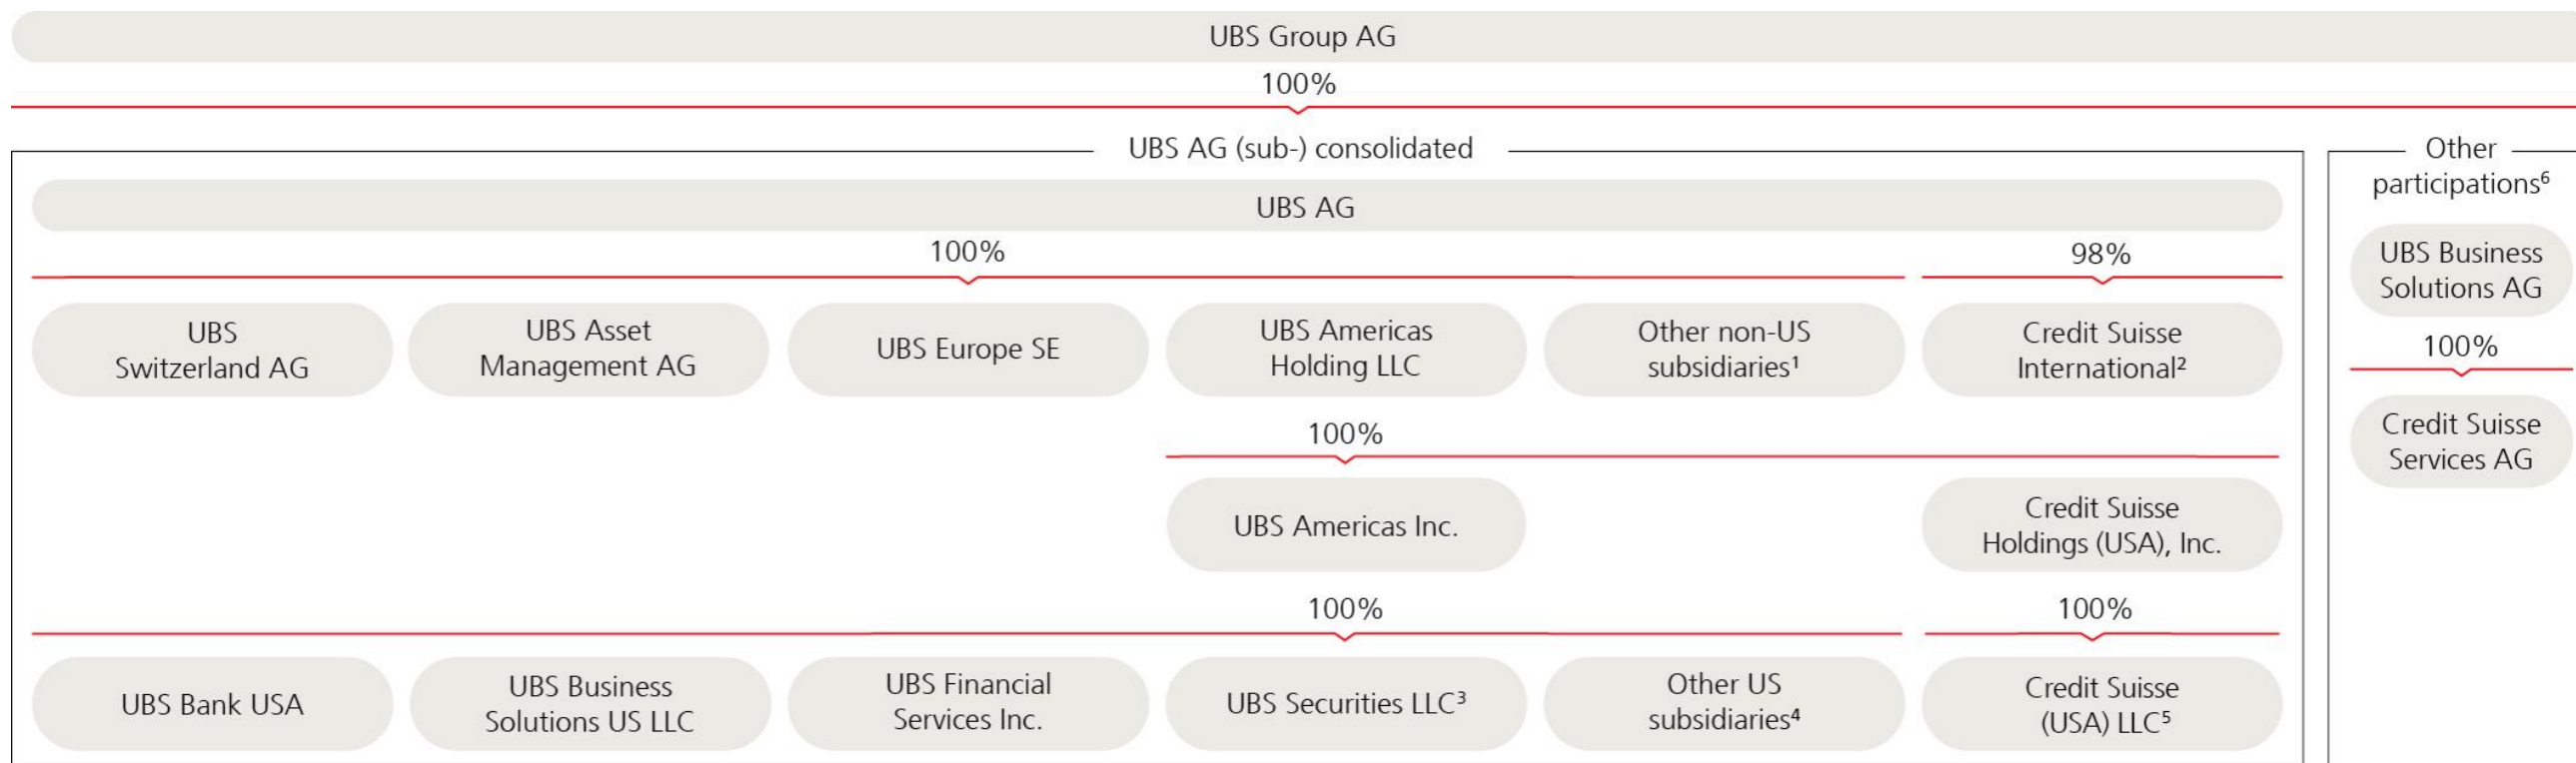 UBS Group AG
100%
UBS AG (sub-) consolidated
UBS AG
100%
98%
UBS
Switzerland AG
UBS Asset
Management AG
UBS Europe SE
UBS Americas
Holding LLC
Other non-US
subsidiaries¹
Credit Suisse
International²
100%
UBS Americas Inc.
Credit Suisse
Holdings (USA), Inc.
100%
100%
UBS Bank USA
UBS Business
Solutions US LLC
UBS Financial
Services Inc.
UBS Securities LLC³
Other US
subsidiaries⁴
Credit Suisse
(USA) LLC⁵
Other
participations⁶
UBS Business
Solutions AG
100%
Credit Suisse
Services AG